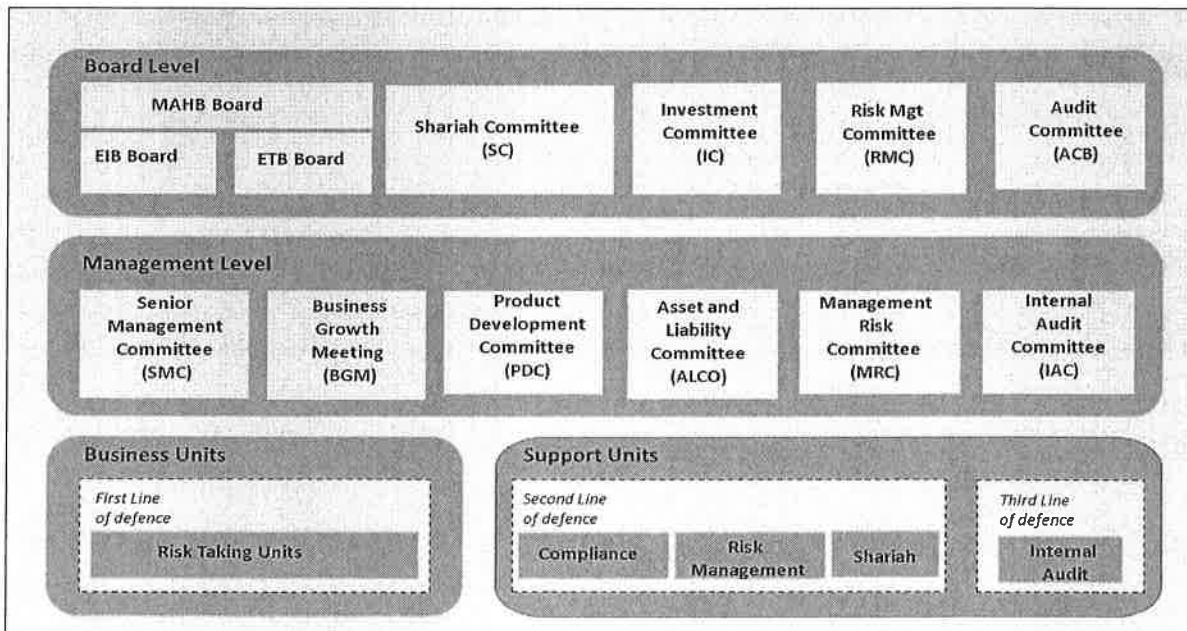 Board Level
MAHB Board
EIB Board
ETB Board
Shariah Committee
(SC)
Investment
Committee
(IC)
Risk Mgt
Committee
(RMC)
Audit
Committee
(ACB)
Management Level
Senior
Management
Committee
(SMC)
Business
Growth
Meeting
(BGM)
Product
Development
Committee
(PDC)
Asset and
Liability
Committee
(ALCO)
Management
Risk
Committee
(MRC)
Internal
Audit
Committee
(IAC)
Business Units
First Line
of defence
Risk Taking Units
Support Units
Second Line
of defence
Compliance
Risk
Management
Shariah
Third Line
of defence
Internal
Audit